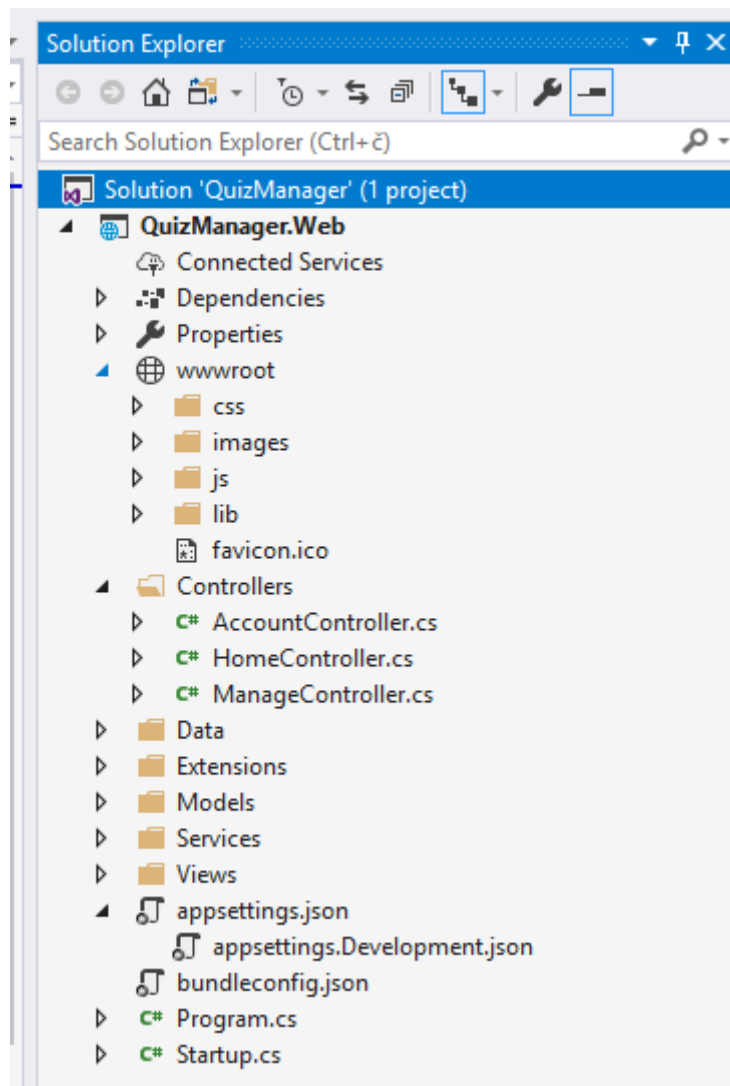 Solution Explorer
Search Solution Explorer (Ctrl+č)
Solution 'QuizManager' (1 project)
QuizManager.Web
Connected Services
Dependencies
Properties
wwwroot
css
images
js
lib
favicon.ico
Controllers
C# AccountController.cs
C# HomeController.cs
C# ManageController.cs
Data
Extensions
Models
Services
Views
appsettings.json
appsettings.Development.json
bundleconfig.json
C# Program.cs
C# Startup.cs